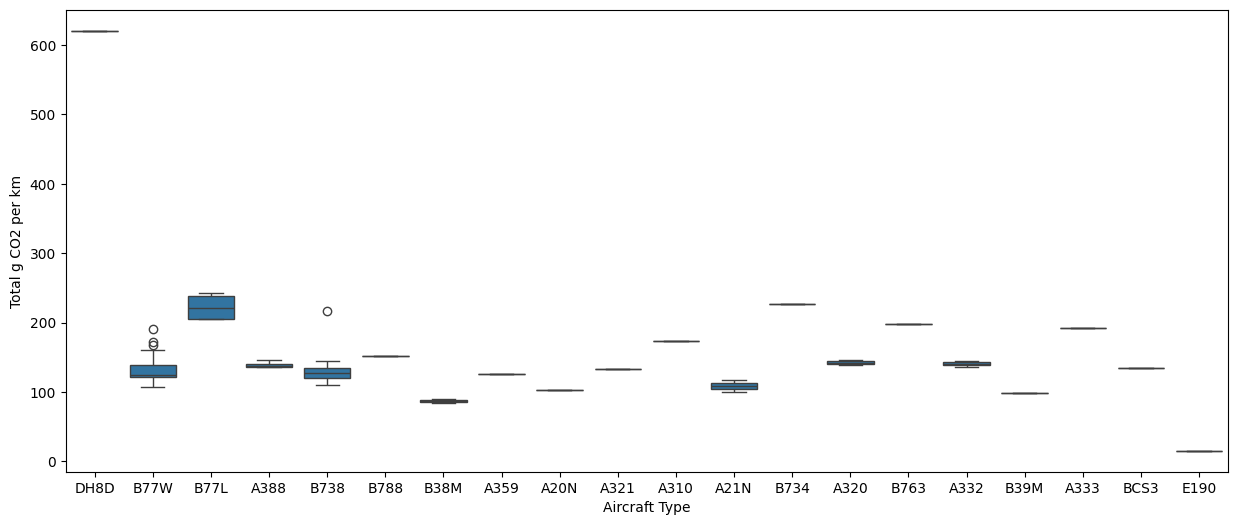 Total g CO2 per km
600
500
400
300
200
100
0
DH8D B77W B77L A388 B738 B788 B38M A359 A20N A321 A310 A21N B734 A320 B763 A332 B39M A333 BCS3 E190
Aircraft Type